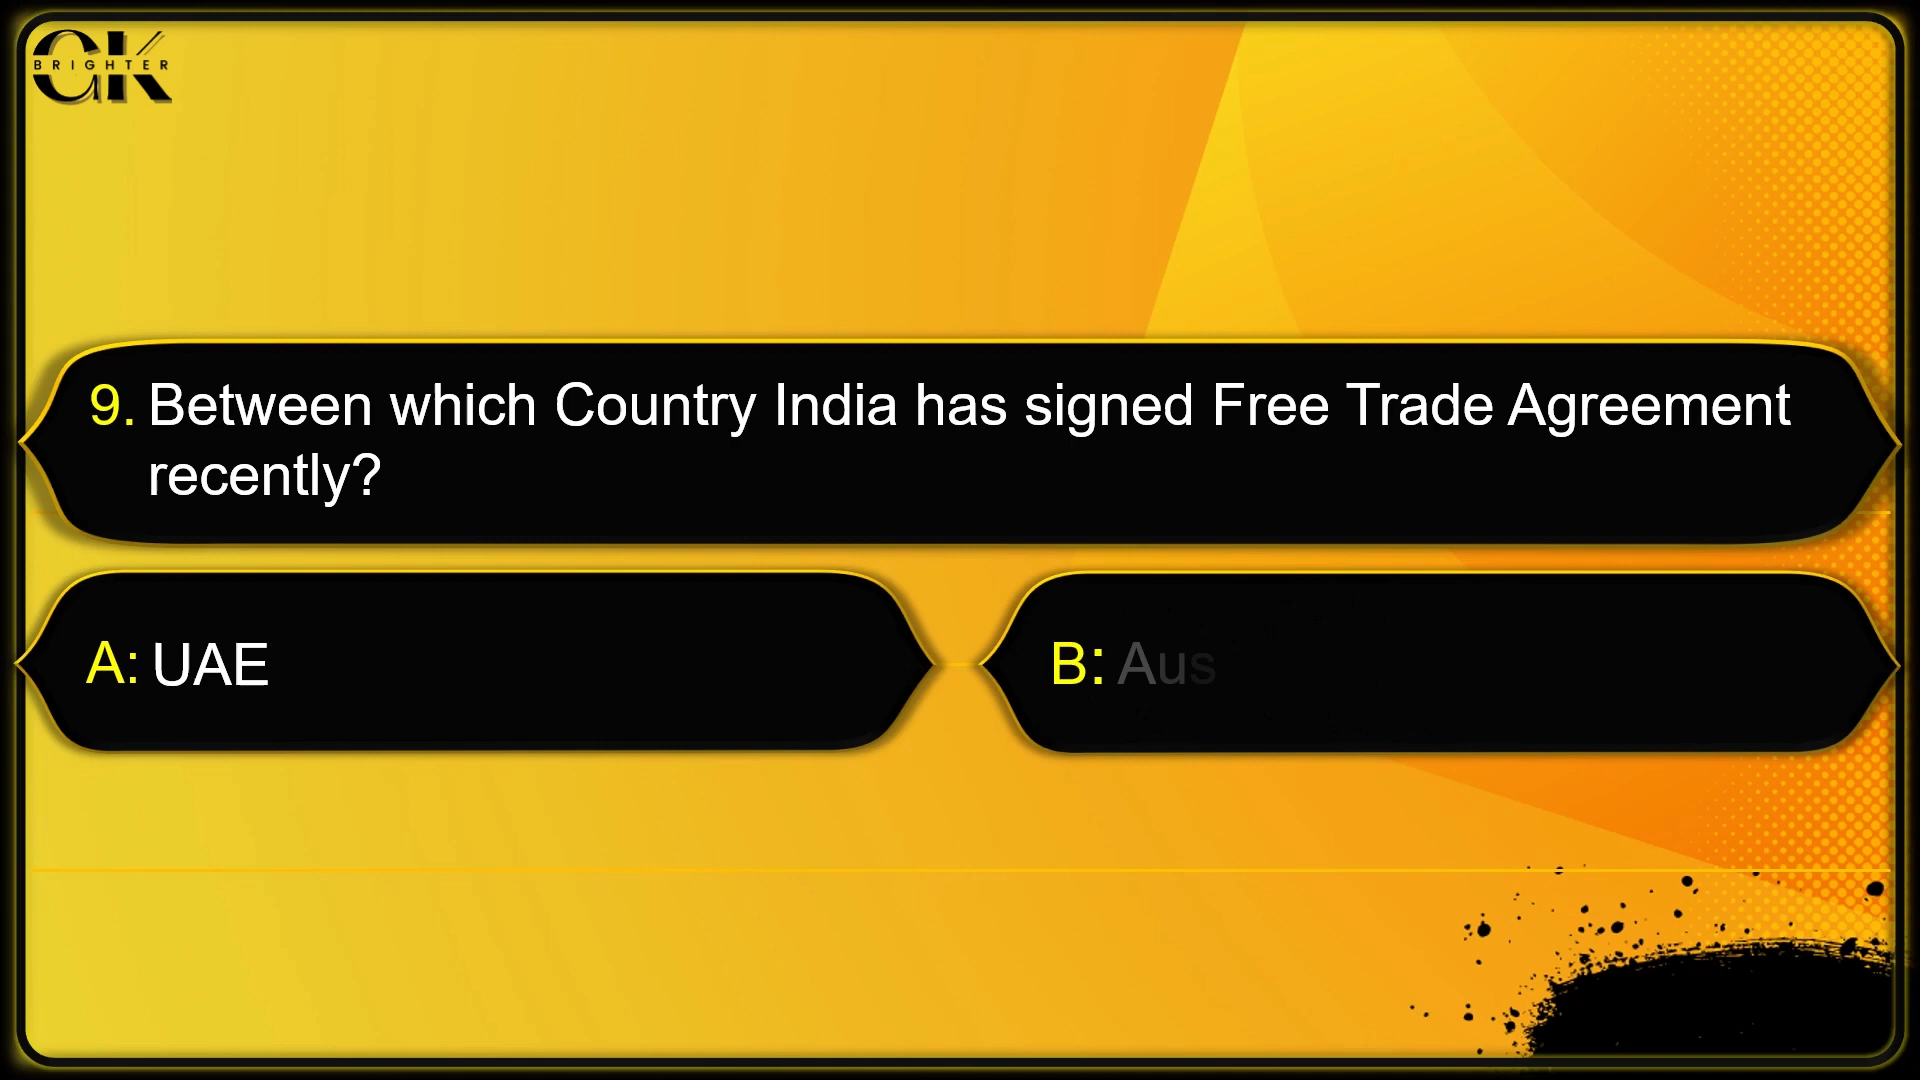 GK
BRIGHTER
9. Between which Country India has signed Free Trade Agreement
recently?
A: UAE
B: Aus